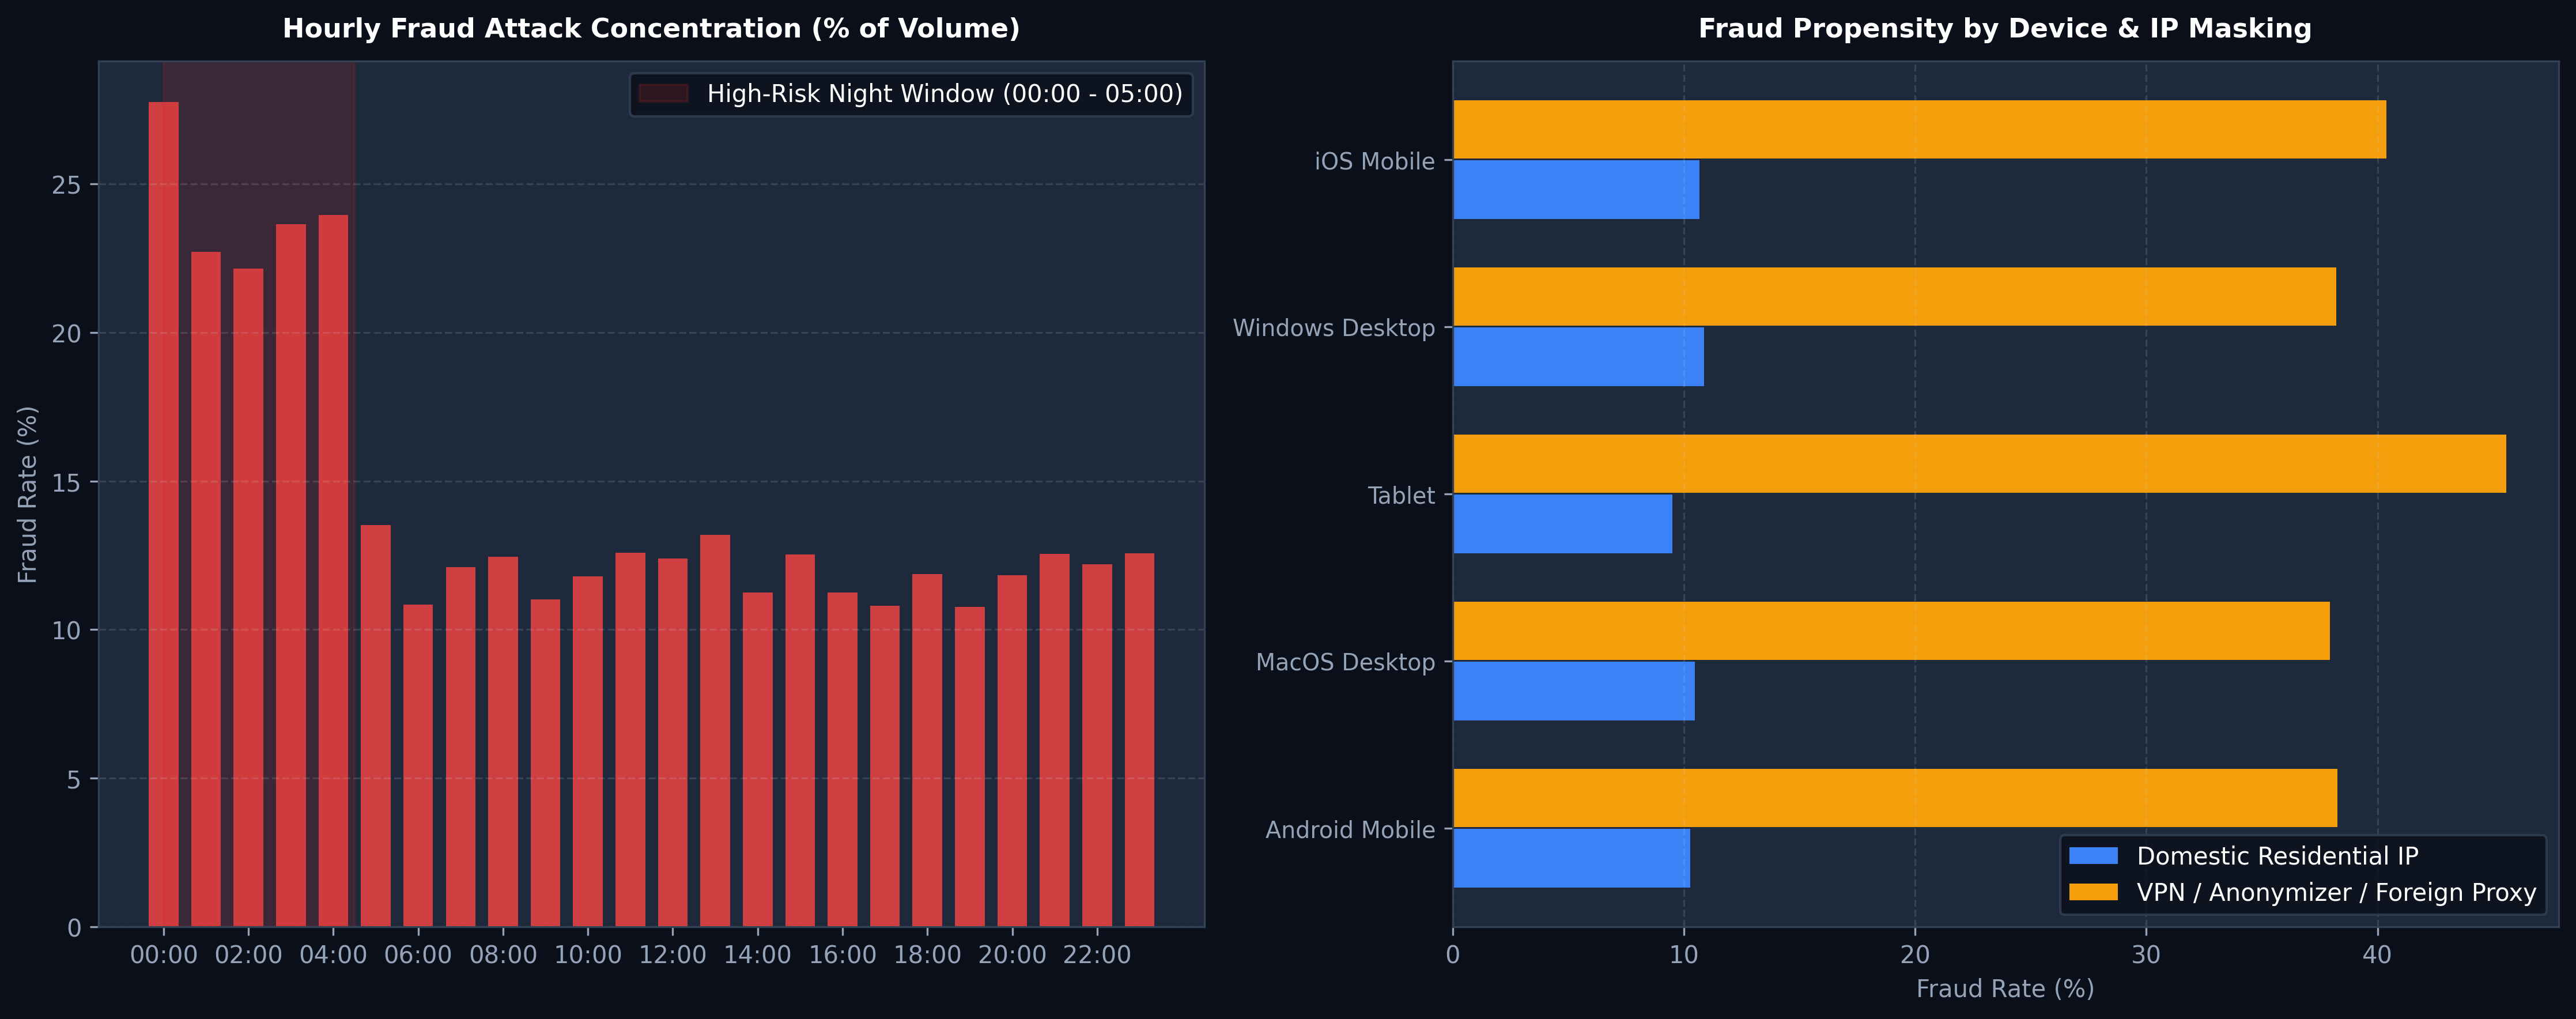 Hourly Fraud Attack Concentration (% of Volume)
High-Risk Night Window (00:00 - 05:00)
Fraud Rate (%)
25
20
15
10
5
0
00:00 02:00 04:00 06:00 08:00 10:00 12:00 14:00 16:00 18:00 20:00 22:00
Fraud Propensity by Device & IP Masking
iOS Mobile
Windows Desktop
Tablet
MacOS Desktop
Android Mobile
Domestic Residential IP
VPN / Anonymizer / Foreign Proxy
0 10 20 30 40
Fraud Rate (%)